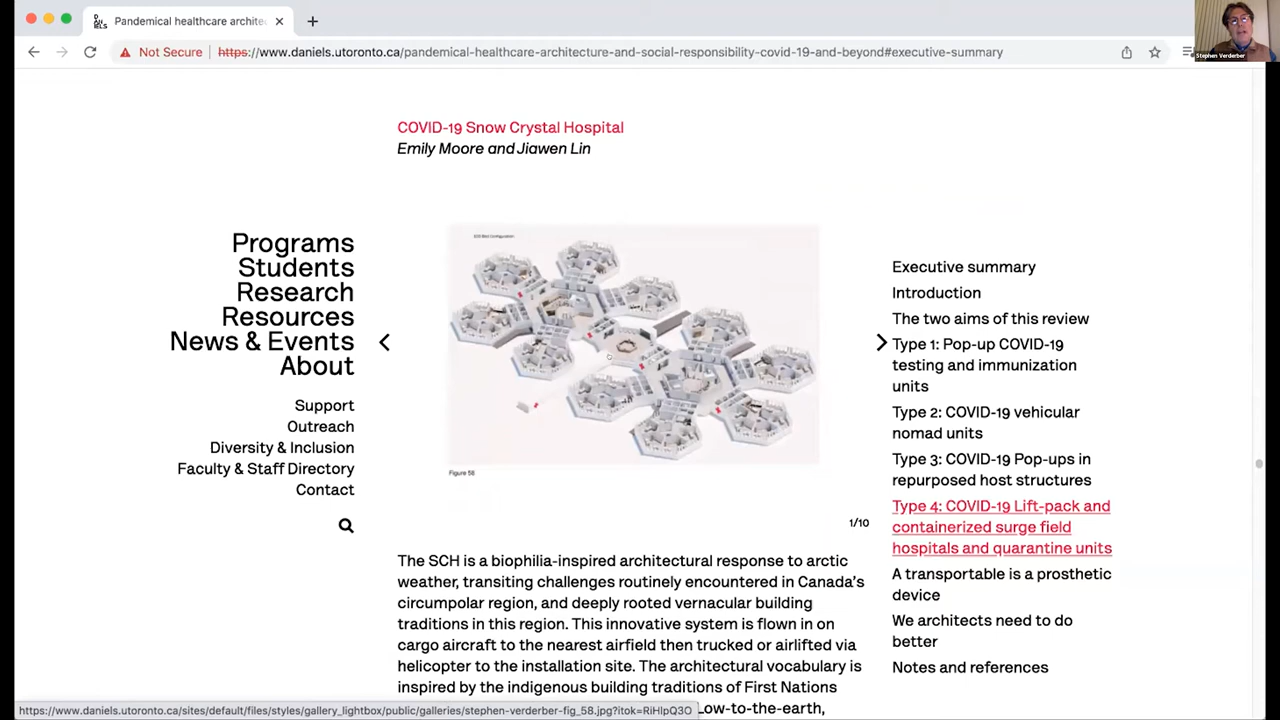 Pandemical healthcare archite
Not Secure
https://www.daniels.utoronto.ca/pandemical-healthcare-architecture-and-social-responsibility-covid-19-and-beyond#executive-summary
Stephen Verderber
COVID-19 Snow Crystal Hospital
Emily Moore and Jiawen Lin
Programs
Students
Research
Resources
News & Events
About
Support
Outreach
Diversity & Inclusion
Faculty & Staff Directory
Contact
Figure 58
1/10
The SCH is a biophilia-inspired architectural response to arctic
weather, transiting challenges routinely encountered in Canada's
circumpolar region, and deeply rooted vernacular building
traditions in this region. This innovative system is flown in on
cargo aircraft to the nearest airfield then trucked or airlifted via
helicopter to the installation site. The architectural vocabulary is
inspired by the indigenous building traditions of First Nations
Low-to-the-earth,
Executive summary
Introduction
The two aims of this review
Type 1: Pop-up COVID-19
testing and immunization
units
Type 2: COVID-19 vehicular
nomad units
Type 3: COVID-19 Pop-ups in
repurposed host structures
Type 4: COVID-19 Lift-pack and
containerized surge field
hospitals and quarantine units
A transportable is a prosthetic
device
We architects need to do
better
Notes and references
https://www.daniels.utoronto.ca/sites/default/files/styles/gallery_lightbox/public/galleries/stephen-verderber-fig_58.jpg?itok=RiHlpQ3O